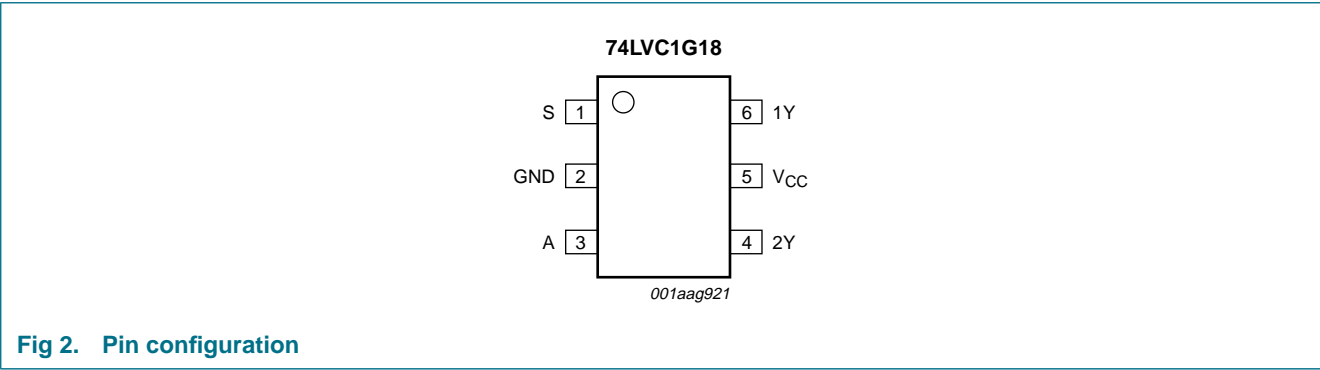 74LVC1G18
S 1 6 1Y
GND 2 5 VCC
A 3 4 2Y
001aag921
Fig 2. Pin configuration